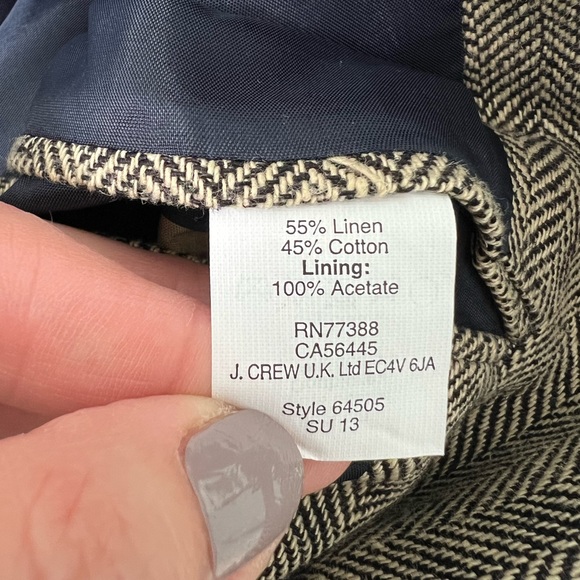 55% Linen
45% Cotton
Lining:
100% Acetate
RN77388
CA56445
J. CREW U.K. Ltd EC4V 6JA
Style 64505
SU 13